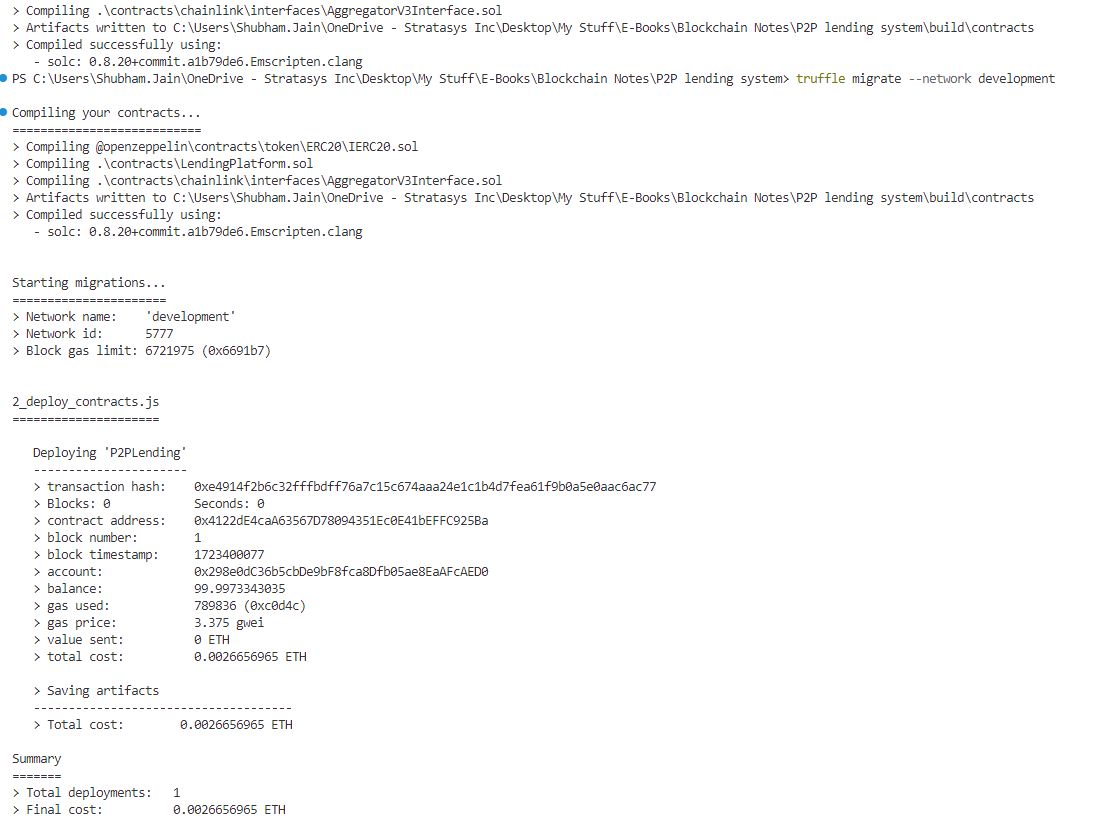 > Compiling .\contracts\chainlink\interfaces\AggregatorV3Interface.sol
> Artifacts written to C:\Users\Shubham.Jain\OneDrive - Stratasys Inc\Desktop\My Stuff\E-Books\Blockchain Notes\P2P lending system\build\contracts
> Compiled successfully using:
- solc: 0.8.20+commit.a1b79de6.Emscripten.clang
PS C:\Users\Shubham.Jain\OneDrive - Stratasys Inc\Desktop\My Stuff\E-Books\Blockchain Notes\P2P lending system> truffle migrate --network development
Compiling your contracts...
===========================
> Compiling @openzeppelin\contracts\token\ERC20\IERC20.sol
> Compiling .\contracts\LendingPlatform.sol
> Compiling .\contracts\chainlink\interfaces\AggregatorV3Interface.sol
> Artifacts written to C:\Users\Shubham.Jain\OneDrive - Stratasys Inc\Desktop\My Stuff\E-Books\Blockchain Notes\P2P lending system\build\contracts
> Compiled successfully using:
- solc: 0.8.20+commit.a1b79de6.Emscripten.clang
Starting migrations...
======================
> Network name: 'development'
> Network id: 5777
> Block gas limit: 6721975 (0x6691b7)
2_deploy_contracts.js
=====================
Deploying 'P2PLending'
----------------------
> transaction hash: 0xe4914f2b6c32fffbdff76a7c15c674aaa24e1c1b4d7fea61f9b0a5e0aac6ac77
> Blocks: 0 Seconds: 0
> contract address: 0x4122dE4caA63567D78094351Ec0E41bEFFC925Ba
> block number: 1
> block timestamp: 1723400077
> account: 0x298e0dC36b5cbDe9bF8fca8Dfb05ae8EaAFcAED0
> balance: 99.9973343035
> gas used: 789836 (0xc0d4c)
> gas price: 3.375 gwei
> value sent: 0 ETH
> total cost: 0.0026656965 ETH
> Saving artifacts
-------------------------------------
> Total cost: 0.0026656965 ETH
Summary
=======
> Total deployments: 1
> Final cost: 0.0026656965 ETH